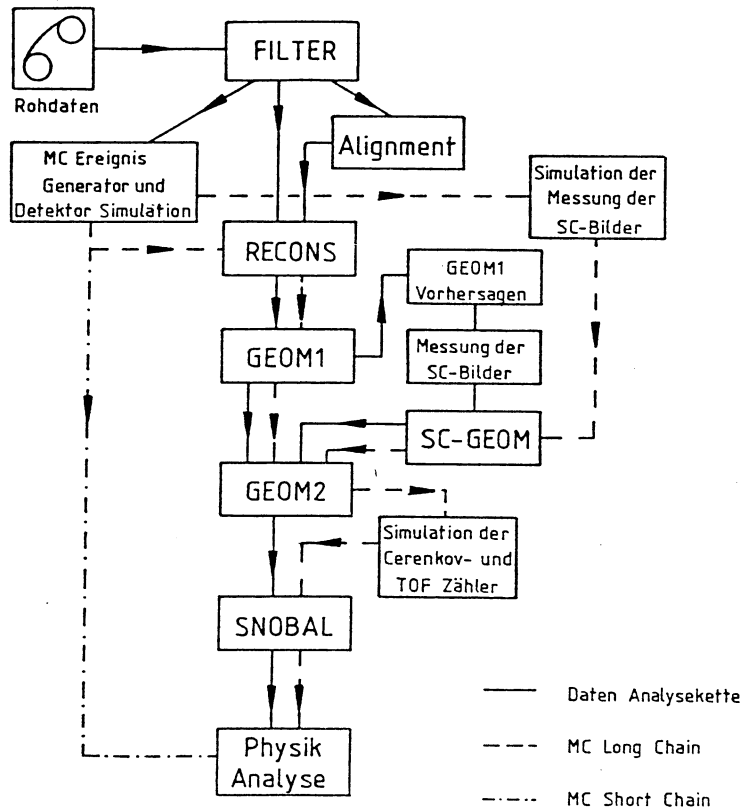 FILTER
Rohdaten
Alignment
MC Ereignis
Generator und
Detektor Simulation
Simulation der
Messung der
SC-Bilder
RECONS
GEOM1
Vorhersagen
GEOM1
Messung der
SC-Bilder
SC-GEOM
GEOM2
Simulation der
Cerenkov- und
TOF Zähler
SNOBAL
Physik
Analyse
Daten Analysekette
MC Long Chain
MC Short Chain